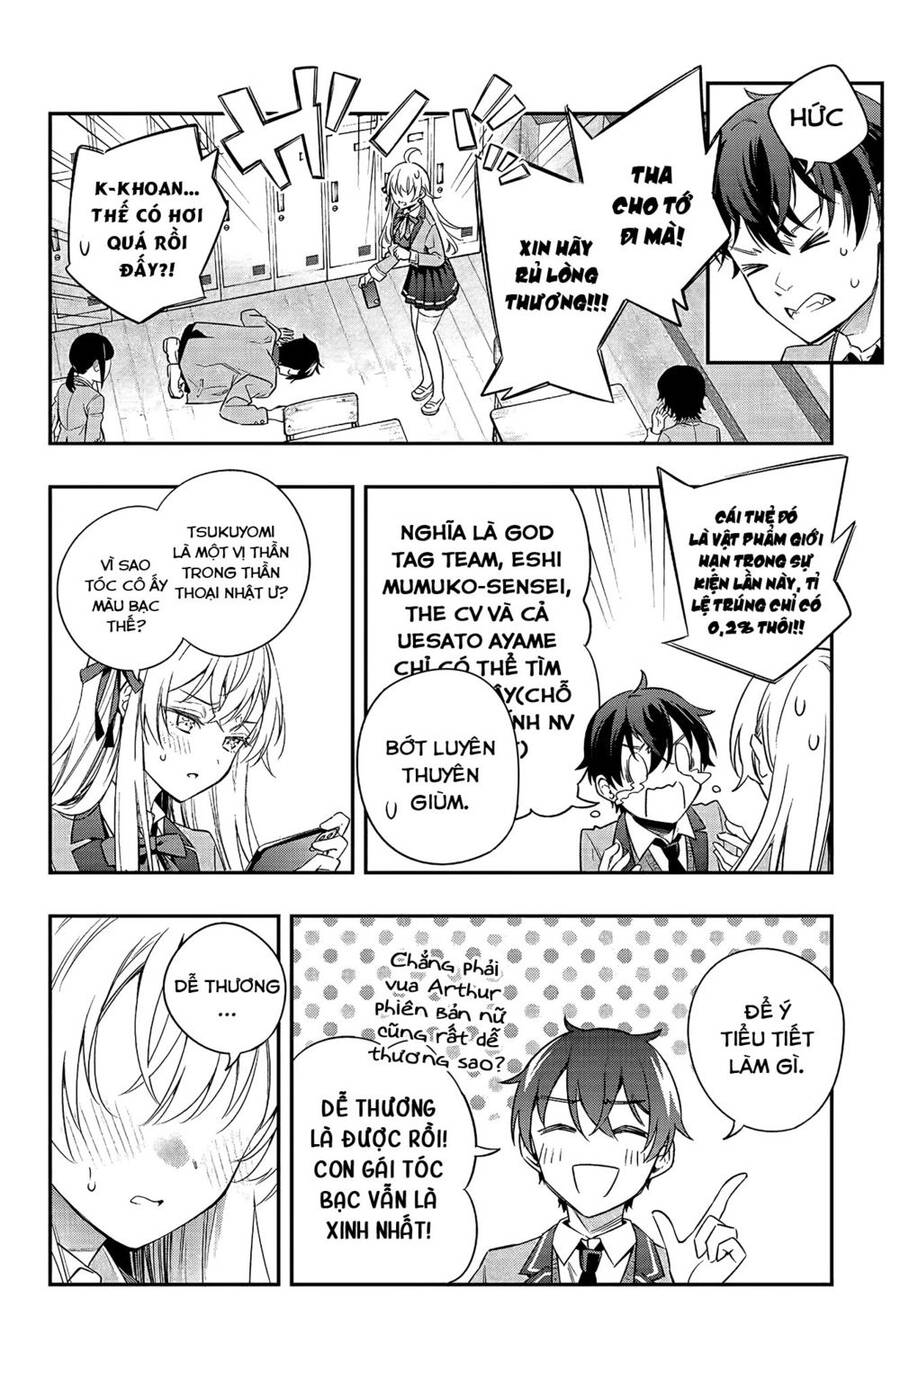 HỨC
THA
CHO TỚ
ĐI MÀ!
XIN HÃY
RỦ LÒNG
THƯƠNG!!!
K-KHOAN...
THẾ CÓ HƠI
QUÁ RỒI
ĐẤY?!
CÁI THẺ ĐÓ
LÀ VẬT PHẨM GIỚI
HẠN TRONG SỰ
KIỆN LẦN NÀY, TỈ
LỆ TRÚNG CHỈ CÓ
0,2% THÔI!!
NGHĨA LÀ GOD
TAG TEAM, ESHI
MUMUKO-SENSEI,
THE CV VÀ CẢ
UESATO AYAME
CHỈ CÓ THỂ TÌM
(CHỖ
NV
)
BỚT LUYÊN
THUYÊN
GIÙM.
TSUKUYOMI
LÀ MỘT VỊ THẦN
TRONG THẦN
THOẠI NHẬT Ư?
VÌ SAO
TÓC CÔ ẤY
MÀU BẠC
THẾ?
ĐỂ Ý
TIỂU TIẾT
LÀM GÌ.
Chẳng phải
vua Arthur
phiên bản nữ
cũng rất dễ
thương sao?
DỄ THƯƠNG
LÀ ĐƯỢC RỒI!
CON GÁI TÓC
BẠC VẪN LÀ
XINH NHẤT!
DỄ THƯƠNG
...